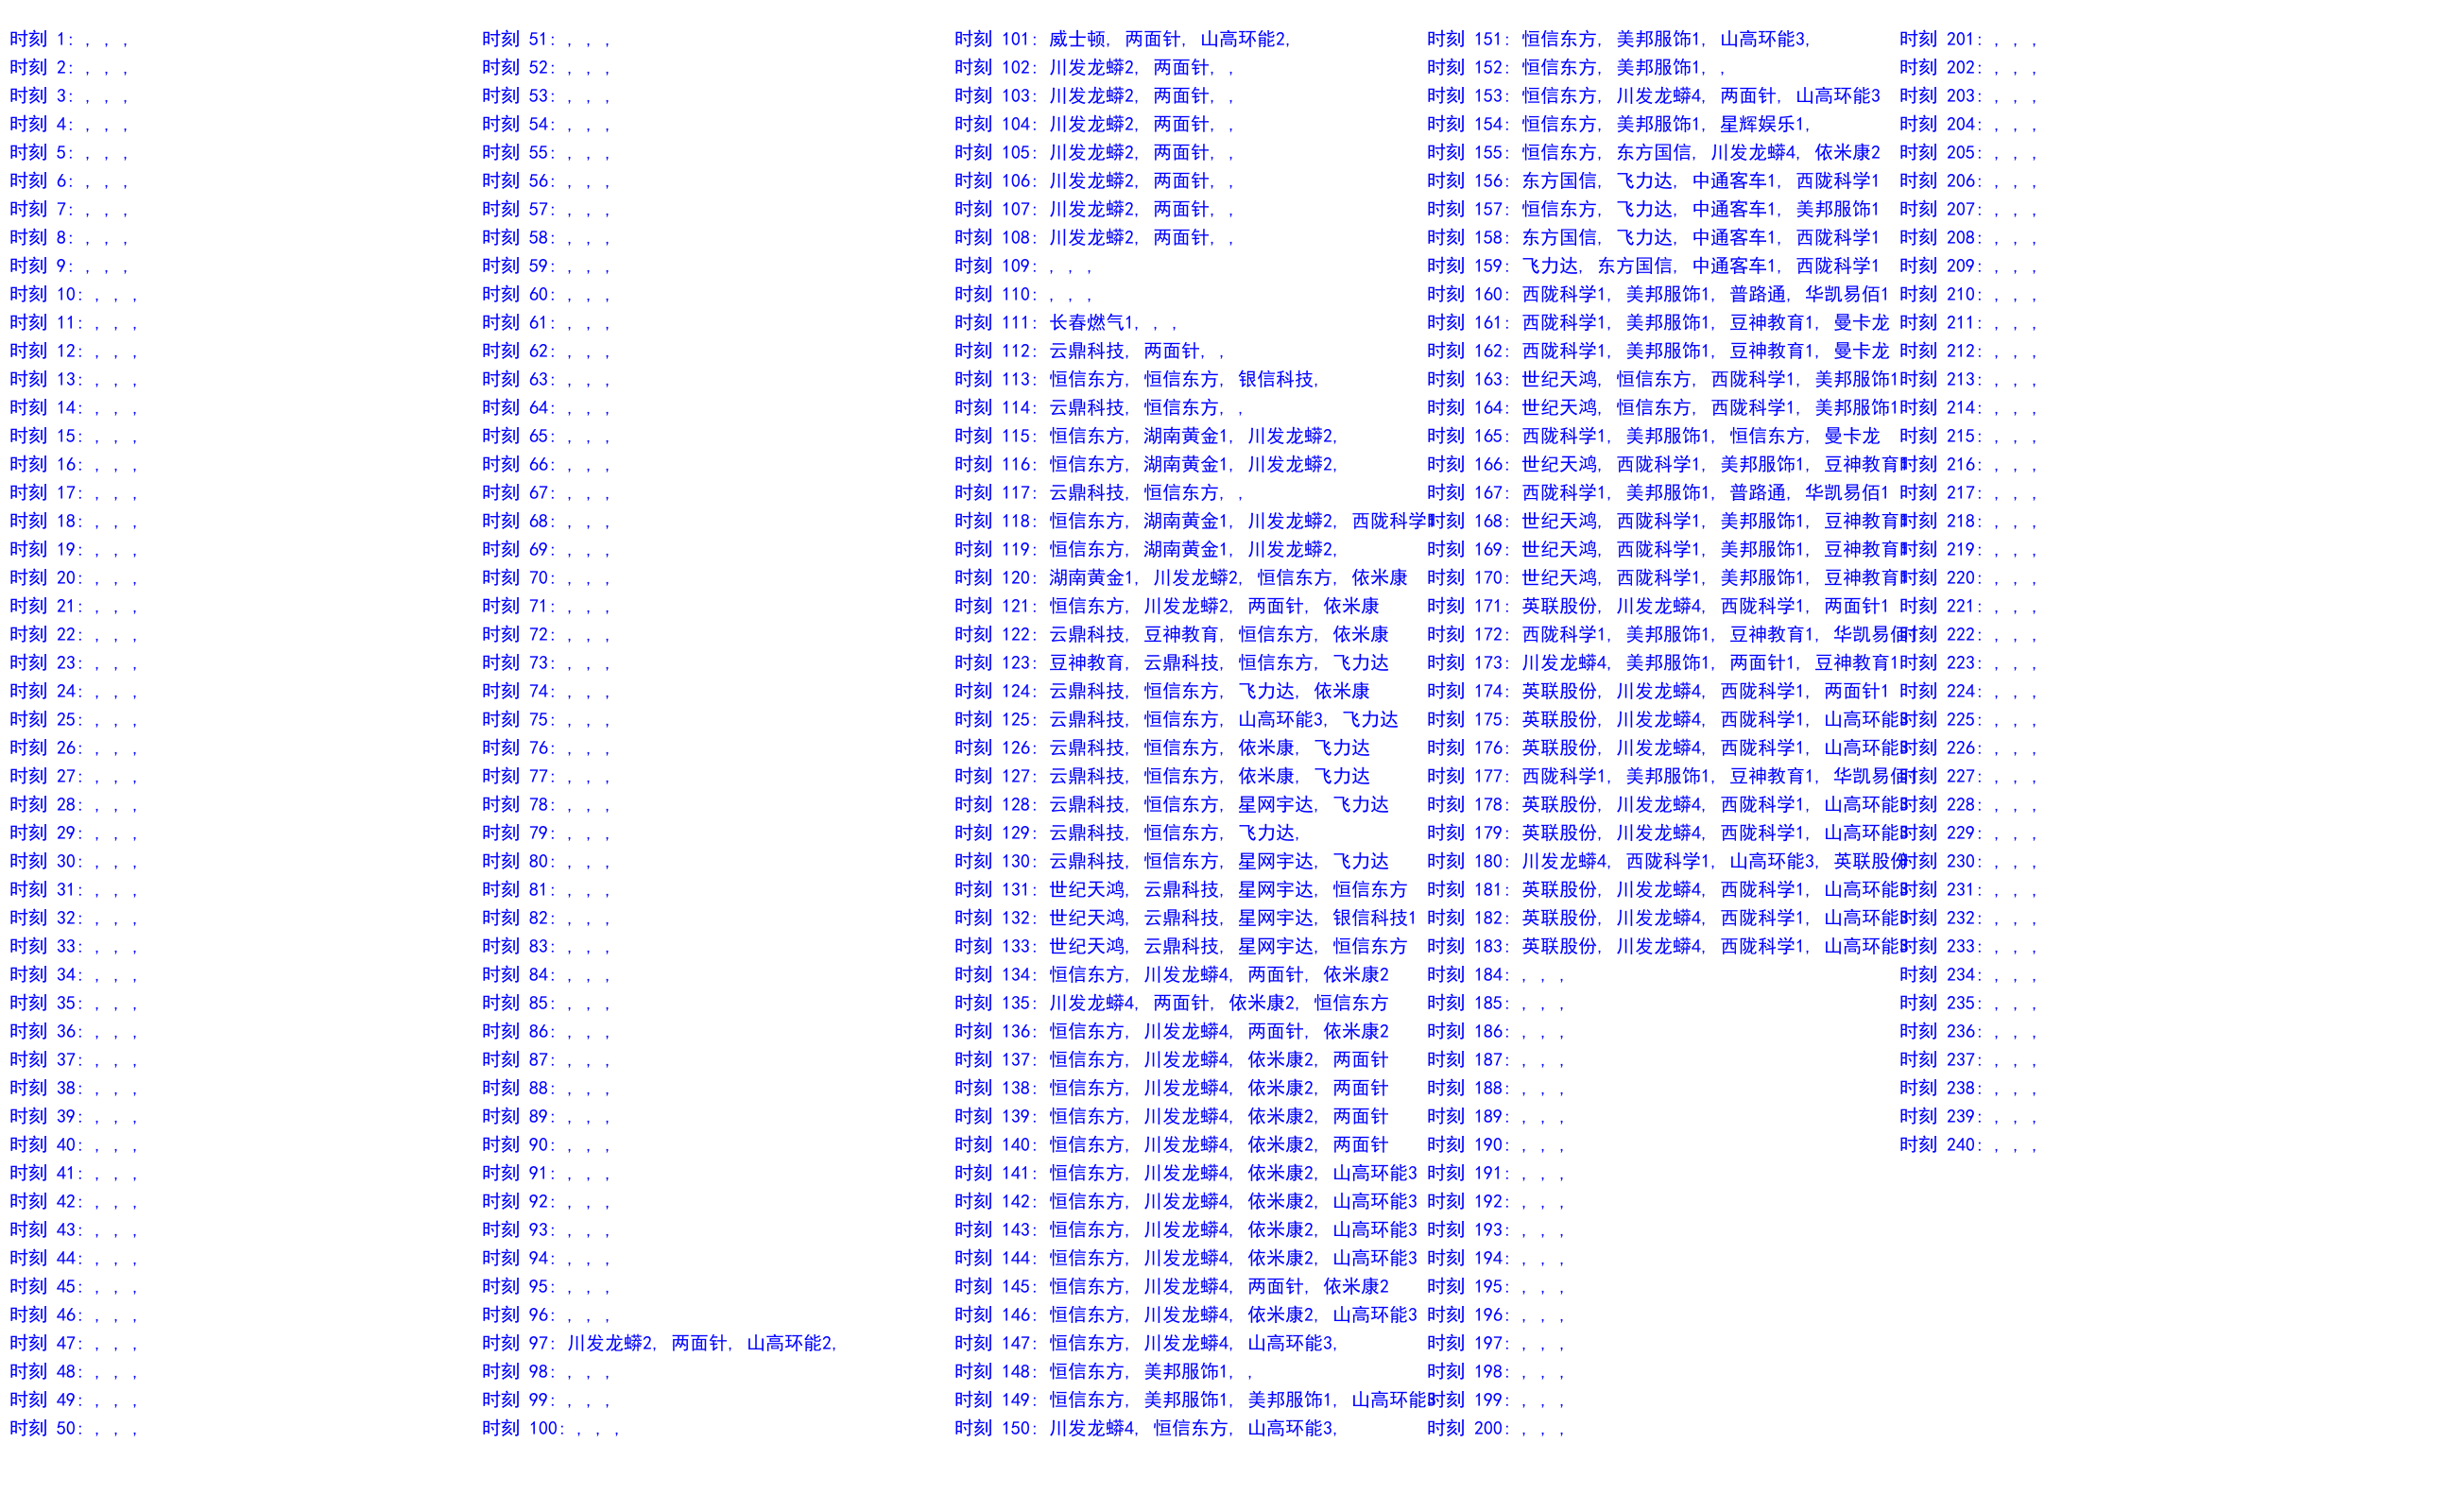 时刻 1: , , ,
时刻 2: , , ,
时刻 3: , , ,
时刻 4: , , ,
时刻 5: , , ,
时刻 6: , , ,
时刻 7: , , ,
时刻 8: , , ,
时刻 9: , , ,
时刻 10: , , ,
时刻 11: , , ,
时刻 12: , , ,
时刻 13: , , ,
时刻 14: , , ,
时刻 15: , , ,
时刻 16: , , ,
时刻 17: , , ,
时刻 18: , , ,
时刻 19: , , ,
时刻 20: , , ,
时刻 21: , , ,
时刻 22: , , ,
时刻 23: , , ,
时刻 24: , , ,
时刻 25: , , ,
时刻 26: , , ,
时刻 27: , , ,
时刻 28: , , ,
时刻 29: , , ,
时刻 30: , , ,
时刻 31: , , ,
时刻 32: , , ,
时刻 33: , , ,
时刻 34: , , ,
时刻 35: , , ,
时刻 36: , , ,
时刻 37: , , ,
时刻 38: , , ,
时刻 39: , , ,
时刻 40: , , ,
时刻 41: , , ,
时刻 42: , , ,
时刻 43: , , ,
时刻 44: , , ,
时刻 45: , , ,
时刻 46: , , ,
时刻 47: , , ,
时刻 48: , , ,
时刻 49: , , ,
时刻 50: , , ,
时刻 51: , , ,
时刻 52: , , ,
时刻 53: , , ,
时刻 54: , , ,
时刻 55: , , ,
时刻 56: , , ,
时刻 57: , , ,
时刻 58: , , ,
时刻 59: , , ,
时刻 60: , , ,
时刻 61: , , ,
时刻 62: , , ,
时刻 63: , , ,
时刻 64: , , ,
时刻 65: , , ,
时刻 66: , , ,
时刻 67: , , ,
时刻 68: , , ,
时刻 69: , , ,
时刻 70: , , ,
时刻 71: , , ,
时刻 72: , , ,
时刻 73: , , ,
时刻 74: , , ,
时刻 75: , , ,
时刻 76: , , ,
时刻 77: , , ,
时刻 78: , , ,
时刻 79: , , ,
时刻 80: , , ,
时刻 81: , , ,
时刻 82: , , ,
时刻 83: , , ,
时刻 84: , , ,
时刻 85: , , ,
时刻 86: , , ,
时刻 87: , , ,
时刻 88: , , ,
时刻 89: , , ,
时刻 90: , , ,
时刻 91: , , ,
时刻 92: , , ,
时刻 93: , , ,
时刻 94: , , ,
时刻 95: , , ,
时刻 96: , , ,
时刻 97: 川发龙蟒2, 两面针, 山高环能2,
时刻 98: , , ,
时刻 99: , , ,
时刻 100: , , ,
时刻 101: 威士顿, 两面针, 山高环能2,
时刻 102: 川发龙蟒2, 两面针, ,
时刻 103: 川发龙蟒2, 两面针, ,
时刻 104: 川发龙蟒2, 两面针, ,
时刻 105: 川发龙蟒2, 两面针, ,
时刻 106: 川发龙蟒2, 两面针, ,
时刻 107: 川发龙蟒2, 两面针, ,
时刻 108: 川发龙蟒2, 两面针, ,
时刻 109: , , ,
时刻 110: , , ,
时刻 111: 长春燃气1, , ,
时刻 112: 云鼎科技, 两面针, ,
时刻 113: 恒信东方, 恒信东方, 银信科技,
时刻 114: 云鼎科技, 恒信东方, ,
时刻 115: 恒信东方, 湖南黄金1, 川发龙蟒2,
时刻 116: 恒信东方, 湖南黄金1, 川发龙蟒2,
时刻 117: 云鼎科技, 恒信东方, ,
时刻 118: 恒信东方, 湖南黄金1, 川发龙蟒2, 西陇科学
时刻 119: 恒信东方, 湖南黄金1, 川发龙蟒2,
时刻 120: 湖南黄金1, 川发龙蟒2, 恒信东方, 依米康
时刻 121: 恒信东方, 川发龙蟒2, 两面针, 依米康
时刻 122: 云鼎科技, 豆神教育, 恒信东方, 依米康
时刻 123: 豆神教育, 云鼎科技, 恒信东方, 飞力达
时刻 124: 云鼎科技, 恒信东方, 飞力达, 依米康
时刻 125: 云鼎科技, 恒信东方, 山高环能3, 飞力达
时刻 126: 云鼎科技, 恒信东方, 依米康, 飞力达
时刻 127: 云鼎科技, 恒信东方, 依米康, 飞力达
时刻 128: 云鼎科技, 恒信东方, 星网宇达, 飞力达
时刻 129: 云鼎科技, 恒信东方, 飞力达,
时刻 130: 云鼎科技, 恒信东方, 星网宇达, 飞力达
时刻 131: 世纪天鸿, 云鼎科技, 星网宇达, 恒信东方
时刻 132: 世纪天鸿, 云鼎科技, 星网宇达, 银信科技1
时刻 133: 世纪天鸿, 云鼎科技, 星网宇达, 恒信东方
时刻 134: 恒信东方, 川发龙蟒4, 两面针, 依米康2
时刻 135: 川发龙蟒4, 两面针, 依米康2, 恒信东方
时刻 136: 恒信东方, 川发龙蟒4, 两面针, 依米康2
时刻 137: 恒信东方, 川发龙蟒4, 依米康2, 两面针
时刻 138: 恒信东方, 川发龙蟒4, 依米康2, 两面针
时刻 139: 恒信东方, 川发龙蟒4, 依米康2, 两面针
时刻 140: 恒信东方, 川发龙蟒4, 依米康2, 两面针
时刻 141: 恒信东方, 川发龙蟒4, 依米康2, 山高环能3
时刻 142: 恒信东方, 川发龙蟒4, 依米康2, 山高环能3
时刻 143: 恒信东方, 川发龙蟒4, 依米康2, 山高环能3
时刻 144: 恒信东方, 川发龙蟒4, 依米康2, 山高环能3
时刻 145: 恒信东方, 川发龙蟒4, 两面针, 依米康2
时刻 146: 恒信东方, 川发龙蟒4, 依米康2, 山高环能3
时刻 147: 恒信东方, 川发龙蟒4, 山高环能3,
时刻 148: 恒信东方, 美邦服饰1, ,
时刻 149: 恒信东方, 美邦服饰1, 美邦服饰1, 山高环能
时刻 150: 川发龙蟒4, 恒信东方, 山高环能3,
时刻 151: 恒信东方, 美邦服饰1, 山高环能3,
时刻 152: 恒信东方, 美邦服饰1, ,
时刻 153: 恒信东方, 川发龙蟒4, 两面针, 山高环能3
时刻 154: 恒信东方, 美邦服饰1, 星辉娱乐1,
时刻 155: 恒信东方, 东方国信, 川发龙蟒4, 依米康2
时刻 156: 东方国信, 飞力达, 中通客车1, 西陇科学1
时刻 157: 恒信东方, 飞力达, 中通客车1, 美邦服饰1
时刻 158: 东方国信, 飞力达, 中通客车1, 西陇科学1
时刻 159: 飞力达, 东方国信, 中通客车1, 西陇科学1
时刻 160: 西陇科学1, 美邦服饰1, 普路通, 华凯易佰1
时刻 161: 西陇科学1, 美邦服饰1, 豆神教育1, 曼卡龙
时刻 162: 西陇科学1, 美邦服饰1, 豆神教育1, 曼卡龙
时刻 163: 世纪天鸿, 恒信东方, 西陇科学1, 美邦服饰1
时刻 164: 世纪天鸿, 恒信东方, 西陇科学1, 美邦服饰1
时刻 165: 西陇科学1, 美邦服饰1, 恒信东方, 曼卡龙
时刻 166: 世纪天鸿, 西陇科学1, 美邦服饰1, 豆神教育
时刻 167: 西陇科学1, 美邦服饰1, 普路通, 华凯易佰1
时刻 168: 世纪天鸿, 西陇科学1, 美邦服饰1, 豆神教育
时刻 169: 世纪天鸿, 西陇科学1, 美邦服饰1, 豆神教育
时刻 170: 世纪天鸿, 西陇科学1, 美邦服饰1, 豆神教育
时刻 171: 英联股份, 川发龙蟒4, 西陇科学1, 两面针1
时刻 172: 西陇科学1, 美邦服饰1, 豆神教育1, 华凯易佰1
时刻 173: 川发龙蟒4, 美邦服饰1, 两面针1, 豆神教育1
时刻 174: 英联股份, 川发龙蟒4, 西陇科学1, 两面针1
时刻 175: 英联股份, 川发龙蟒4, 西陇科学1, 山高环能
时刻 176: 英联股份, 川发龙蟒4, 西陇科学1, 山高环能
时刻 177: 西陇科学1, 美邦服饰1, 豆神教育1, 华凯易佰1
时刻 178: 英联股份, 川发龙蟒4, 西陇科学1, 山高环能
时刻 179: 英联股份, 川发龙蟒4, 西陇科学1, 山高环能
时刻 180: 川发龙蟒4, 西陇科学1, 山高环能3, 英联股份
时刻 181: 英联股份, 川发龙蟒4, 西陇科学1, 山高环能
时刻 182: 英联股份, 川发龙蟒4, 西陇科学1, 山高环能
时刻 183: 英联股份, 川发龙蟒4, 西陇科学1, 山高环能
时刻 184: , , ,
时刻 185: , , ,
时刻 186: , , ,
时刻 187: , , ,
时刻 188: , , ,
时刻 189: , , ,
时刻 190: , , ,
时刻 191: , , ,
时刻 192: , , ,
时刻 193: , , ,
时刻 194: , , ,
时刻 195: , , ,
时刻 196: , , ,
时刻 197: , , ,
时刻 198: , , ,
时刻 199: , , ,
时刻 200: , , ,
时刻 201: , , ,
时刻 202: , , ,
时刻 203: , , ,
时刻 204: , , ,
时刻 205: , , ,
时刻 206: , , ,
时刻 207: , , ,
时刻 208: , , ,
时刻 209: , , ,
时刻 210: , , ,
时刻 211: , , ,
时刻 212: , , ,
时刻 213: , , ,
时刻 214: , , ,
时刻 215: , , ,
时刻 216: , , ,
时刻 217: , , ,
时刻 218: , , ,
时刻 219: , , ,
时刻 220: , , ,
时刻 221: , , ,
时刻 222: , , ,
时刻 223: , , ,
时刻 224: , , ,
时刻 225: , , ,
时刻 226: , , ,
时刻 227: , , ,
时刻 228: , , ,
时刻 229: , , ,
时刻 230: , , ,
时刻 231: , , ,
时刻 232: , , ,
时刻 233: , , ,
时刻 234: , , ,
时刻 235: , , ,
时刻 236: , , ,
时刻 237: , , ,
时刻 238: , , ,
时刻 239: , , ,
时刻 240: , , ,